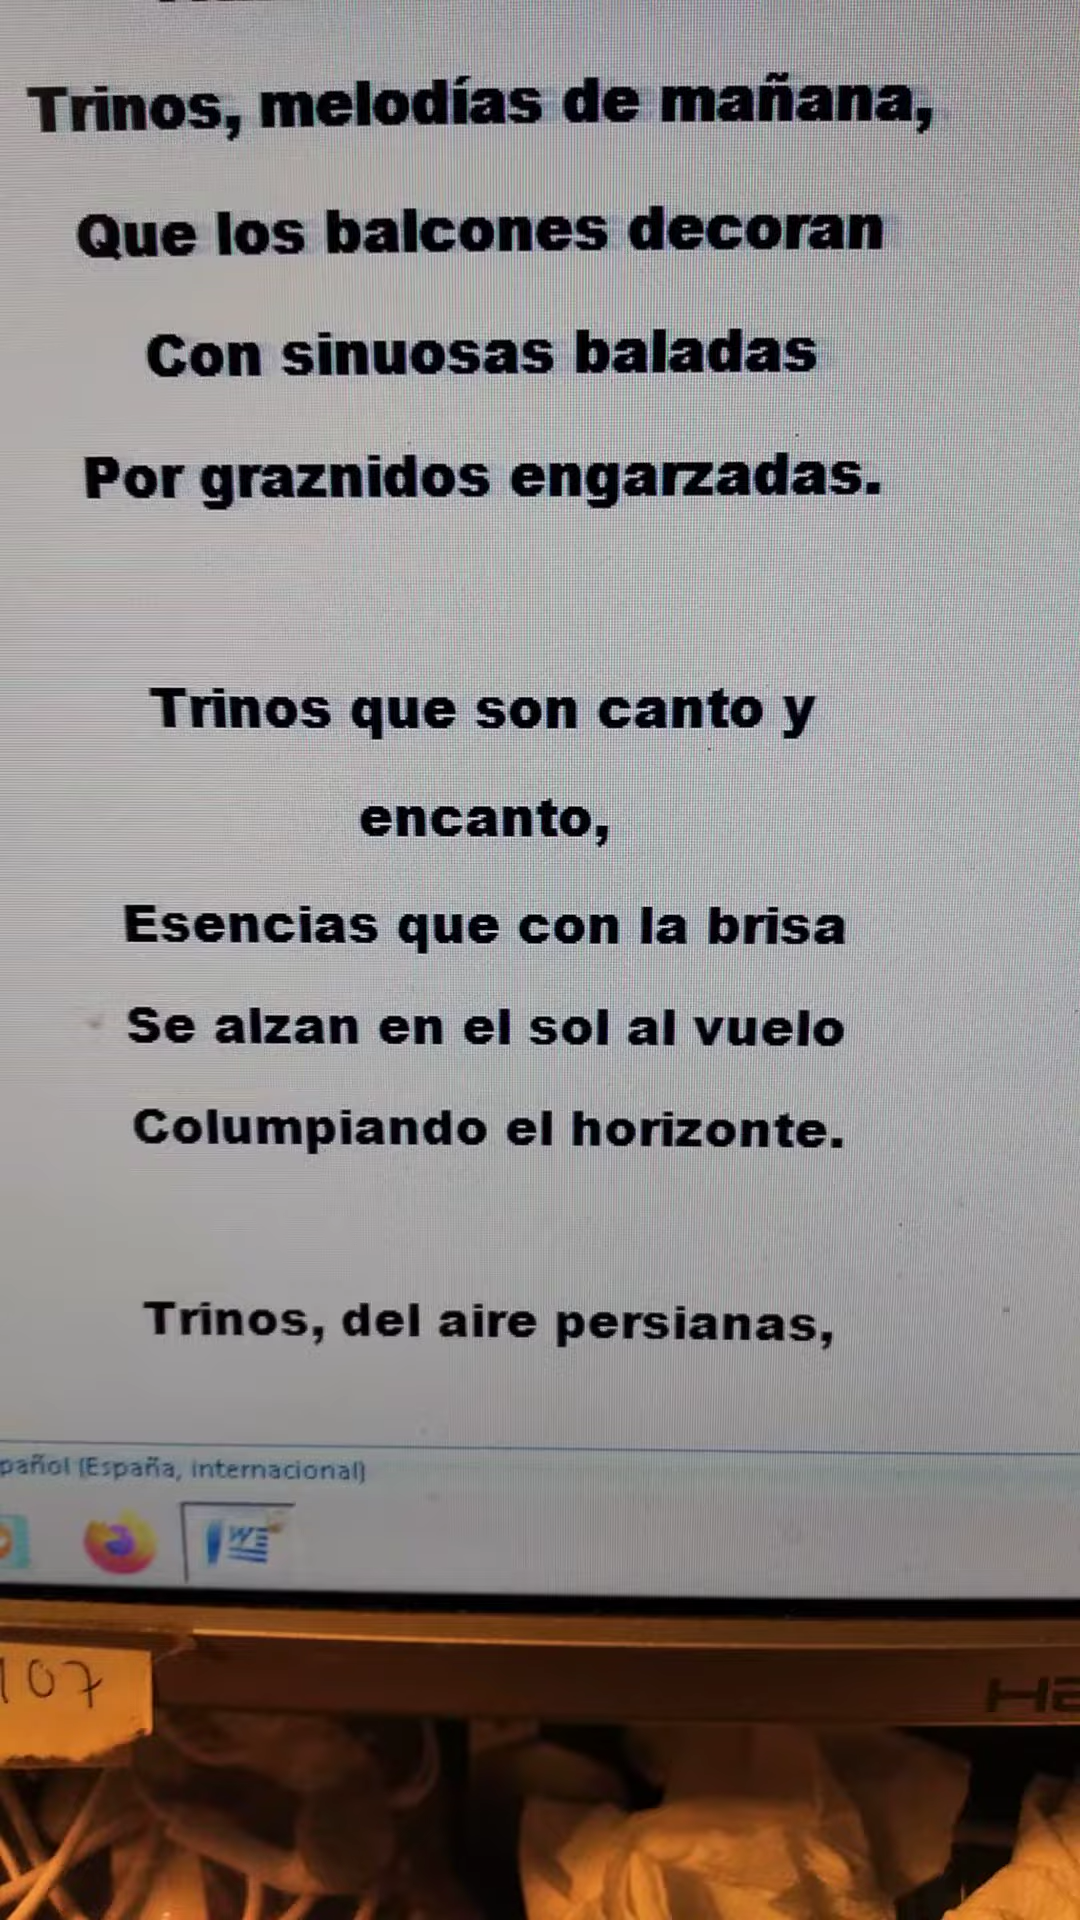 Trinos, melodías de mañana,
Que los balcones decoran
Con sinuosas baladas
Por graznidos engarzadas.
Trinos que son canto y
encanto,
Esencias que con la brisa
Se alzan en el sol al vuelo
Columpiando el horizonte.
Trinos, del aire persianas,
pañol (España, internacional)
W
107
Ha